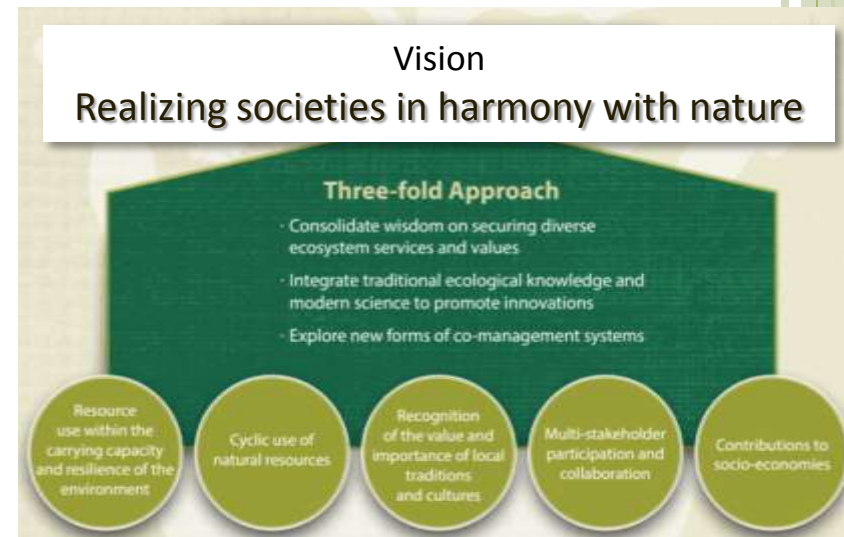 Vision
Realizing societies in harmony with nature
Three-fold Approach
· Consolidate wisdom on securing diverse
ecosystem services and values
· Integrate traditional ecological knowledge and
modern science to promote innovations
· Explore new forms of co-management systems
Resource
use within the
carrying capacity
and resilience of the
environment
Cyclic use of
natural resources
Recognition
of the value and
importance of local
traditions
and cultures
Multi-stakeholder
participation and
collaboration
Contributions to
socio-economies